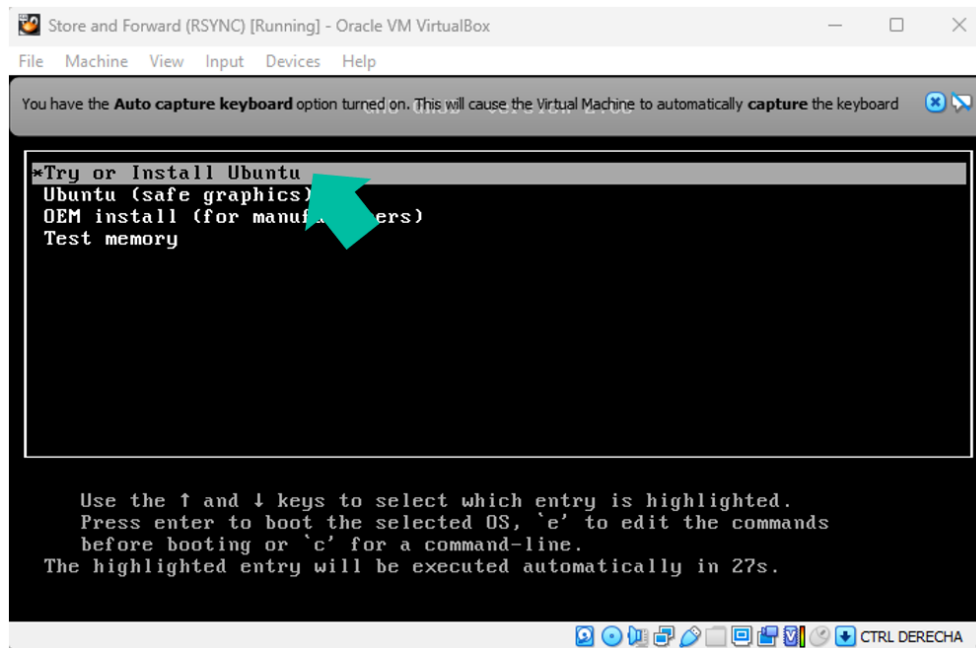 Store and Forward (RSYNC) [Running] - Oracle VM VirtualBox
File Machine View Input Devices Help
You have the Auto capture keyboard option turned on. This will cause the Virtual Machine to automatically capture the keyboard
*Try or Install Ubuntu
Ubuntu (safe graphics)
OEM install (for manuf ers)
Test memory
Use the ↑ and ↓ keys to select which entry is highlighted.
Press enter to boot the selected OS, `e' to edit the commands
before booting or `c' for a command-line.
The highlighted entry will be executed automatically in 27s.
CTRL DERECHA